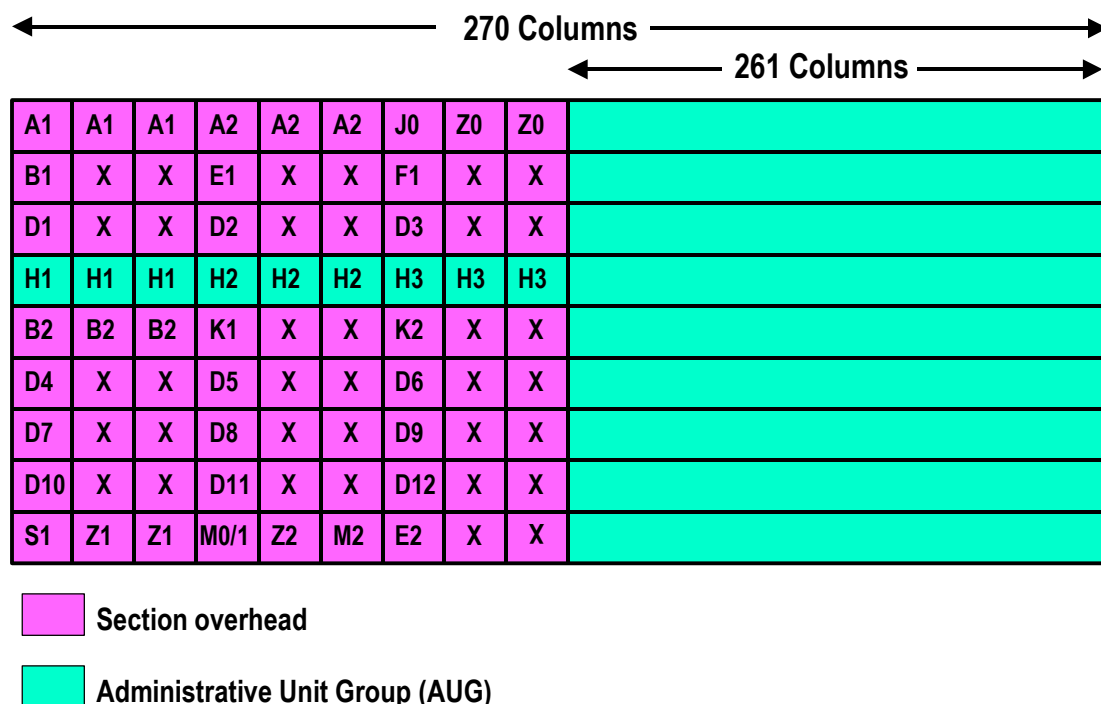 270 Columns
261 Columns
A1 A1 A1 A2 A2 A2 J0 Z0 Z0
B1 X X E1 X X F1 X X
D1 X X D2 X X D3 X X
H1 H1 H1 H2 H2 H2 H3 H3 H3
B2 B2 B2 K1 X X K2 X X
D4 X X D5 X X D6 X X
D7 X X D8 X X D9 X X
D10 X X D11 X X D12 X X
S1 Z1 Z1 M0/1 Z2 M2 E2 X X
Section overhead
Administrative Unit Group (AUG)